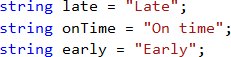 string late = "Late";
string onTime = "On time";
string early = "Early";